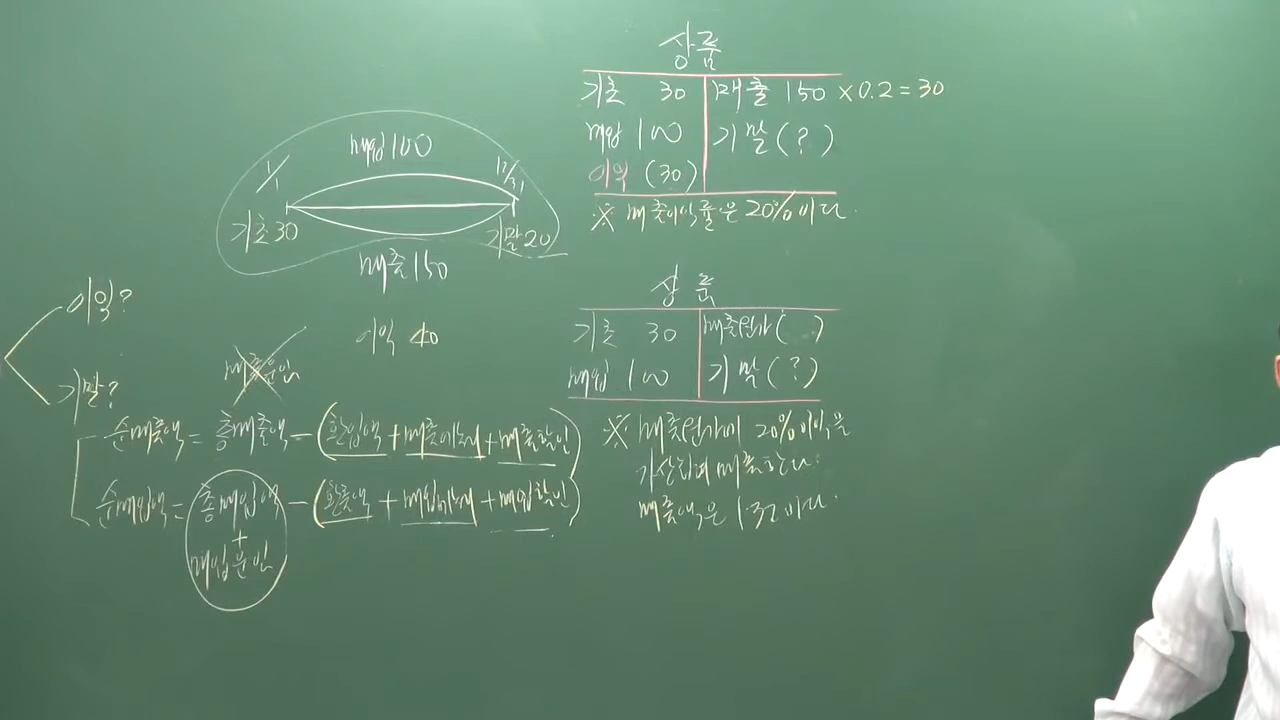 매입 100
1/1
12/31
기초 30
기말 20
매출 150
이익 40
이익?
기말?
매출운임
순매출액 = 총매출액 - (환입액 + 매출에누리 + 매출할인)
순매입액 = 총매입액 - (환출액 + 매입에누리 + 매입할인)
+
매입운임
상품
기초 30 매출 150 × 0.2 = 30
매입 100 기말 (?)
이익 (30)
※ 매출이익률은 20%이다.
상품
기초 30 매출원가 ( )
매입 100 기말 (?)
※ 매출원가에 20% 이익을
가산하여 매출한다.
매출액은 132이다.